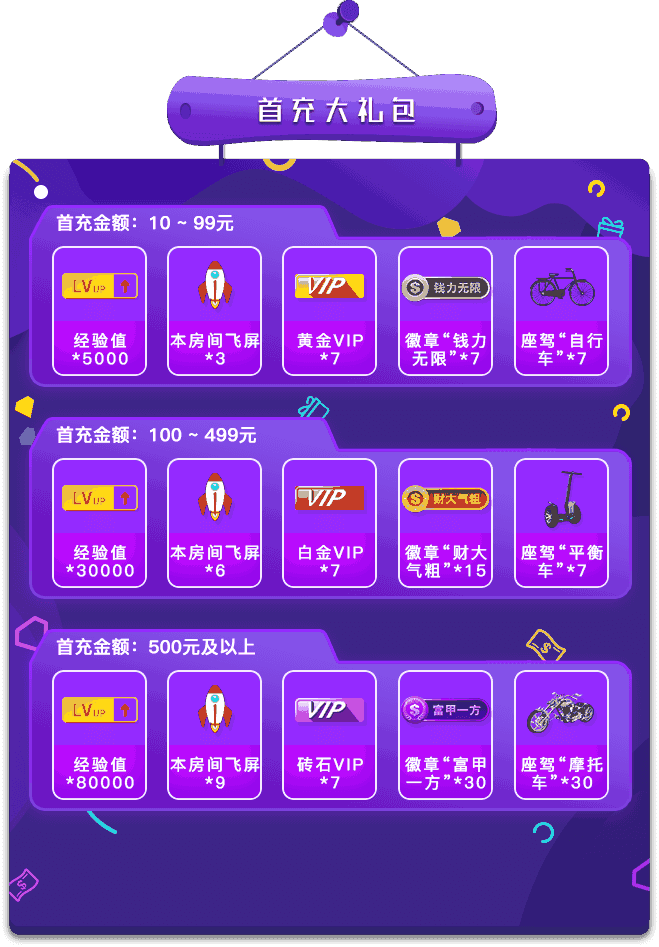 首充大礼包
首充金额：10 ~ 99元
LV UP
VIP
钱力无限
经验值
*5000
本房间飞屏
*3
黄金VIP
*7
徽章“钱力
无限”*7
座驾“自行
车”*7
首充金额：100 ~ 499元
LV UP
VIP
财大气粗
经验值
*30000
本房间飞屏
*6
白金VIP
*7
徽章“财大
气粗”*15
座驾“平衡
车”*7
首充金额：500元及以上
LV UP
VIP
富甲一方
经验值
*80000
本房间飞屏
*9
砖石VIP
*7
徽章“富甲
一方”*30
座驾“摩托
车”*30